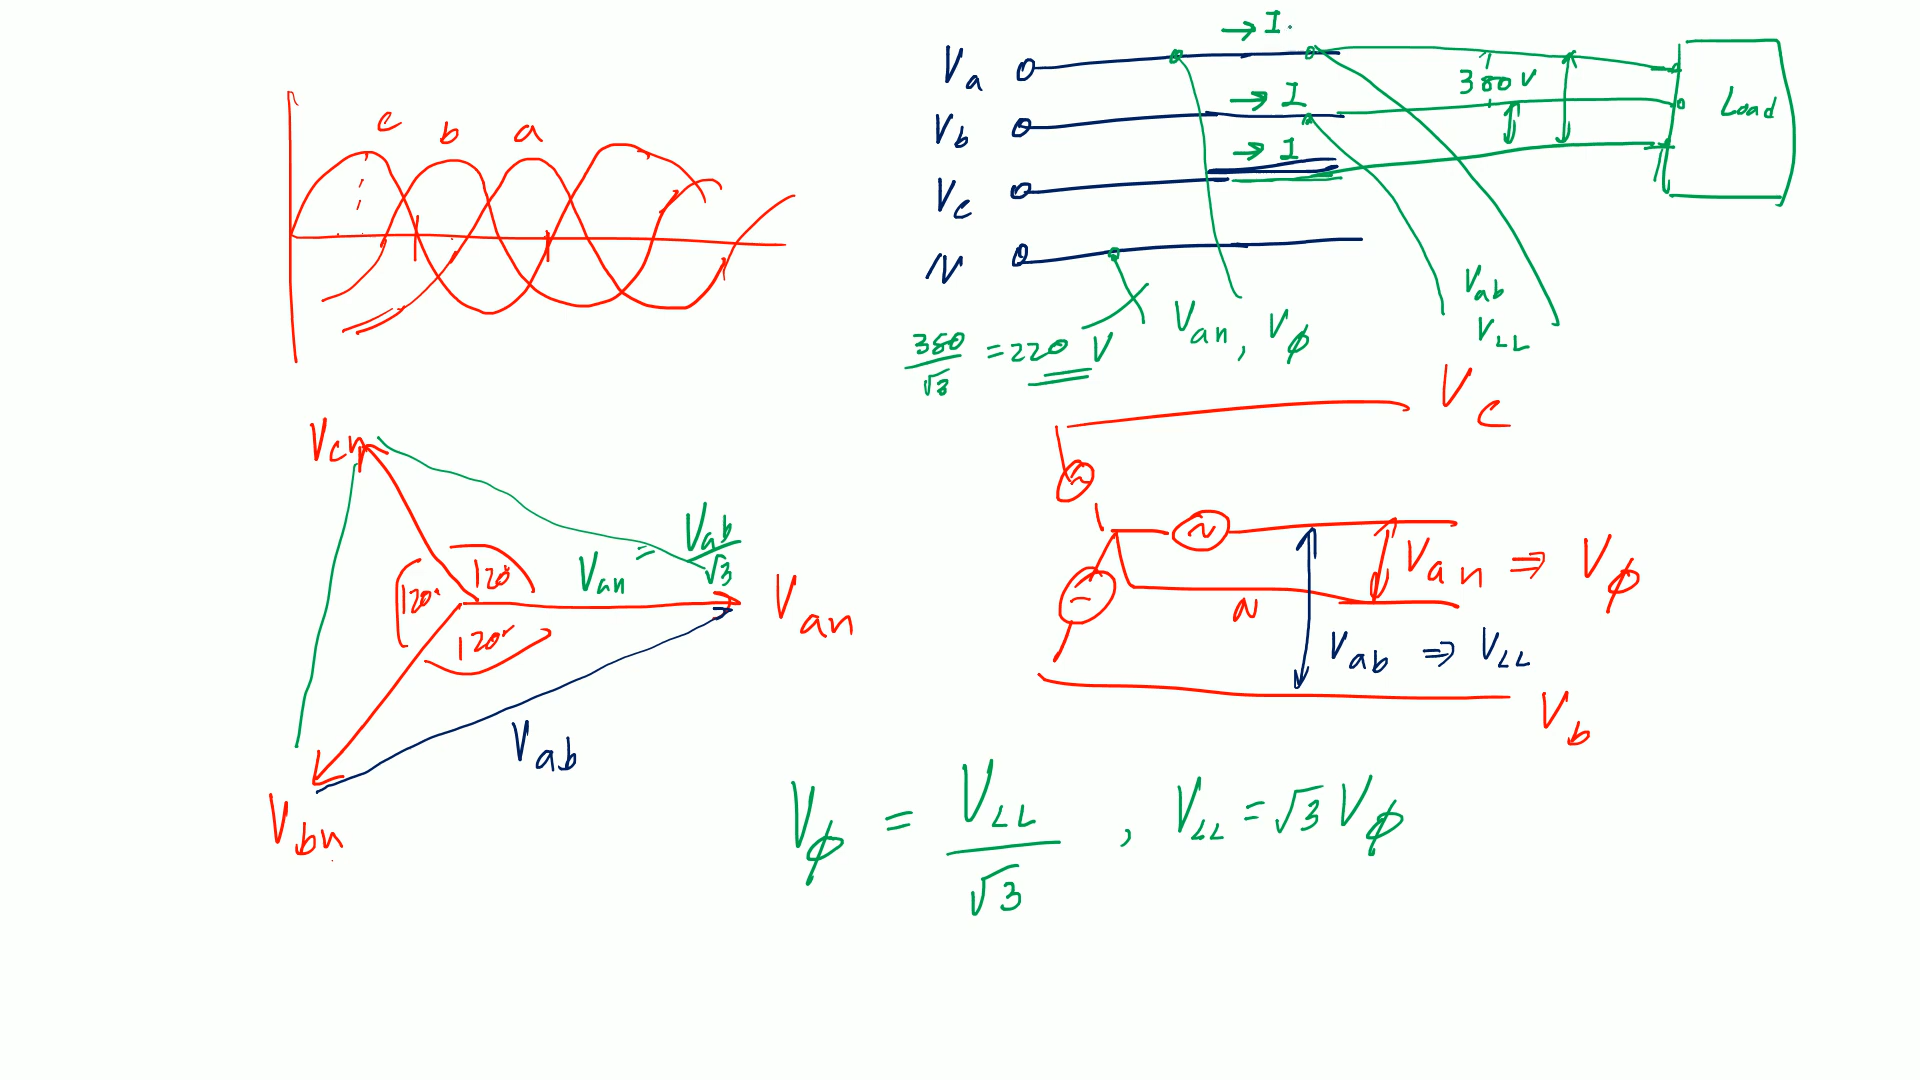 c b a
→ I.
Va
→ I
Vb
→ I
Vc
N
380 V
Load
380/√3 = 220 V
Van, Vϕ
Vab
VLL
Vcn
120°
120°
120°
Van = Vab/√3
Van
Vab
Vbn
Vc
Van ⇒ Vϕ
N
Vab ⇒ VLL
Vb
Vϕ = VLL/√3 , VLL = √3 Vϕ